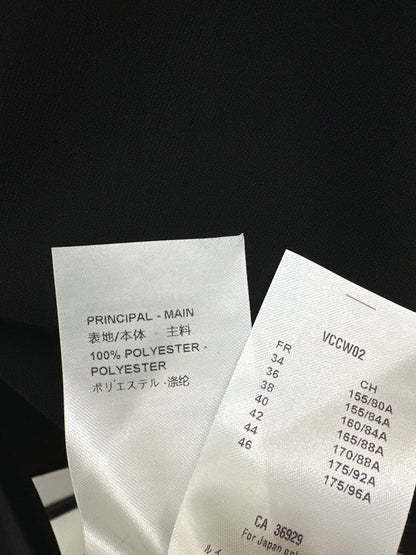 PRINCIPAL - MAIN
表地/本体 - 主料
100% POLYESTER -
POLYESTER
ポリエステル -涤纶
VCCW02
FR CH
34 155/80A
36 155/84A
38 160/84A
40 165/88A
42 170/88A
44 175/92A
46 175/96A
CA 36929
For Japan only